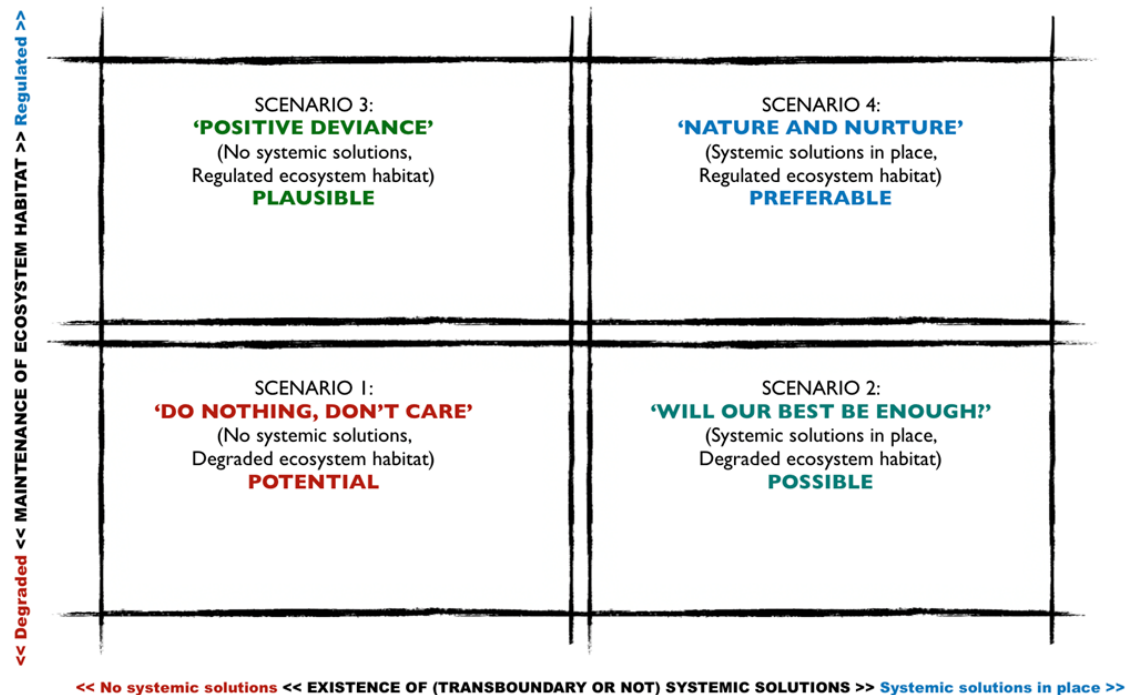 << Degraded << MAINTENANCE OF ECOSYSTEM HABITAT >> Regulated >>
SCENARIO 3:
‘POSITIVE DEVIANCE’
(No systemic solutions,
Regulated ecosystem habitat)
PLAUSIBLE
SCENARIO 4:
‘NATURE AND NURTURE’
(Systemic solutions in place,
Regulated ecosystem habitat)
PREFERABLE
SCENARIO 1:
‘DO NOTHING, DON’T CARE’
(No systemic solutions,
Degraded ecosystem habitat)
POTENTIAL
SCENARIO 2:
‘WILL OUR BEST BE ENOUGH?’
(Systemic solutions in place,
Degraded ecosystem habitat)
POSSIBLE
<< No systemic solutions << EXISTENCE OF (TRANSBOUNDARY OR NOT) SYSTEMIC SOLUTIONS >> Systemic solutions in place >>